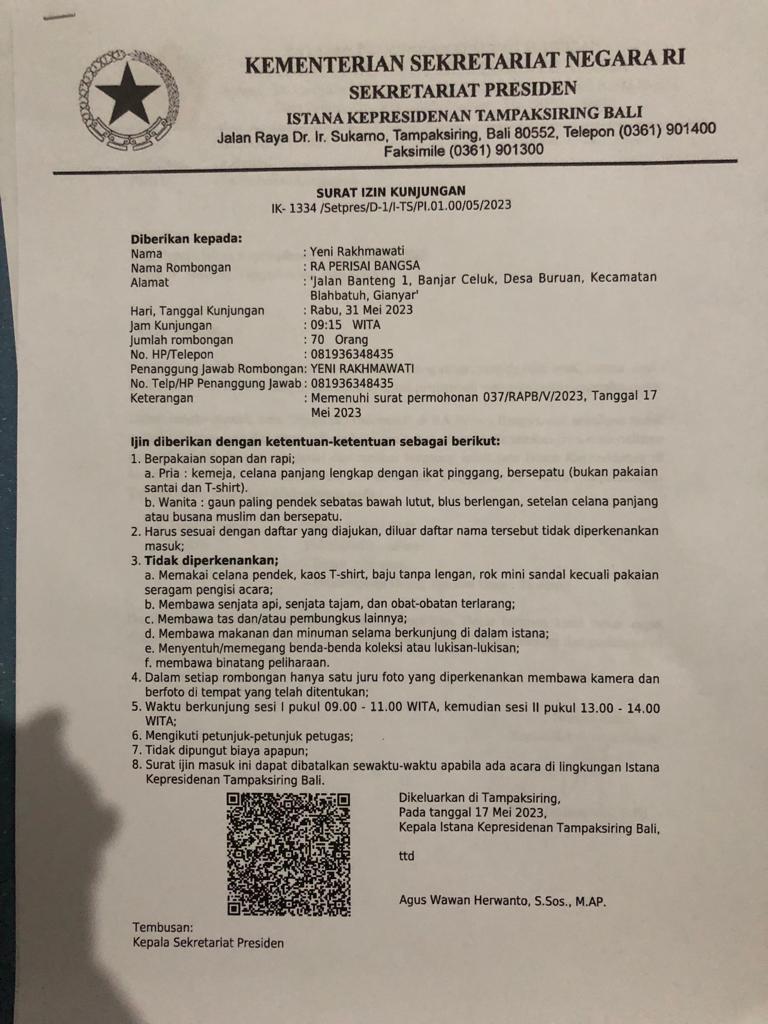 KEMENTERIAN SEKRETARIAT NEGARA RI
SEKRETARIAT PRESIDEN
ISTANA KEPRESIDENAN TAMPAKSIRING BALI
Jalan Raya Dr. Ir. Sukarno, Tampaksiring, Bali 80552, Telepon (0361) 901400
Faksimile (0361) 901300
SURAT IZIN KUNJUNGAN
IK- 1334 /Setpres/D-1/I-TS/PI.01.00/05/2023
Diberikan kepada:
Nama : Yeni Rakhmawati
Nama Rombongan : RA PERISAI BANGSA
Alamat : 'Jalan Banteng 1, Banjar Celuk, Desa Buruan, Kecamatan
Blahbatuh, Gianyar'
Hari, Tanggal Kunjungan : Rabu, 31 Mei 2023
Jam Kunjungan : 09:15 WITA
Jumlah rombongan : 70 Orang
No. HP/Telepon : 081936348435
Penanggung Jawab Rombongan: YENI RAKHMAWATI
No. Telp/HP Penanggung Jawab : 081936348435
Keterangan : Memenuhi surat permohonan 037/RAPB/V/2023, Tanggal 17
Mei 2023
Ijin diberikan dengan ketentuan-ketentuan sebagai berikut:
1. Berpakaian sopan dan rapi;
a. Pria : kemeja, celana panjang lengkap dengan ikat pinggang, bersepatu (bukan pakaian
santai dan T-shirt).
b. Wanita : gaun paling pendek sebatas bawah lutut, blus berlengan, setelan celana panjang
atau busana muslim dan bersepatu.
2. Harus sesuai dengan daftar yang diajukan, diluar daftar nama tersebut tidak diperkenankan
masuk;
3. Tidak diperkenankan;
a. Memakai celana pendek, kaos T-shirt, baju tanpa lengan, rok mini sandal kecuali pakaian
seragam pengisi acara;
b. Membawa senjata api, senjata tajam, dan obat-obatan terlarang;
c. Membawa tas dan/atau pembungkus lainnya;
d. Membawa makanan dan minuman selama berkunjung di dalam istana;
e. Menyentuh/memegang benda-benda koleksi atau lukisan-lukisan;
f. membawa binatang peliharaan.
4. Dalam setiap rombongan hanya satu juru foto yang diperkenankan membawa kamera dan
berfoto di tempat yang telah ditentukan;
5. Waktu berkunjung sesi I pukul 09.00 - 11.00 WITA, kemudian sesi II pukul 13.00 - 14.00
WITA;
6. Mengikuti petunjuk-petunjuk petugas;
7. Tidak dipungut biaya apapun;
8. Surat ijin masuk ini dapat dibatalkan sewaktu-waktu apabila ada acara di lingkungan Istana
Kepresidenan Tampaksiring Bali.
Dikeluarkan di Tampaksiring,
Pada tanggal 17 Mei 2023,
Kepala Istana Kepresidenan Tampaksiring Bali,
ttd
Agus Wawan Herwanto, S.Sos., M.AP.
Tembusan:
Kepala Sekretariat Presiden